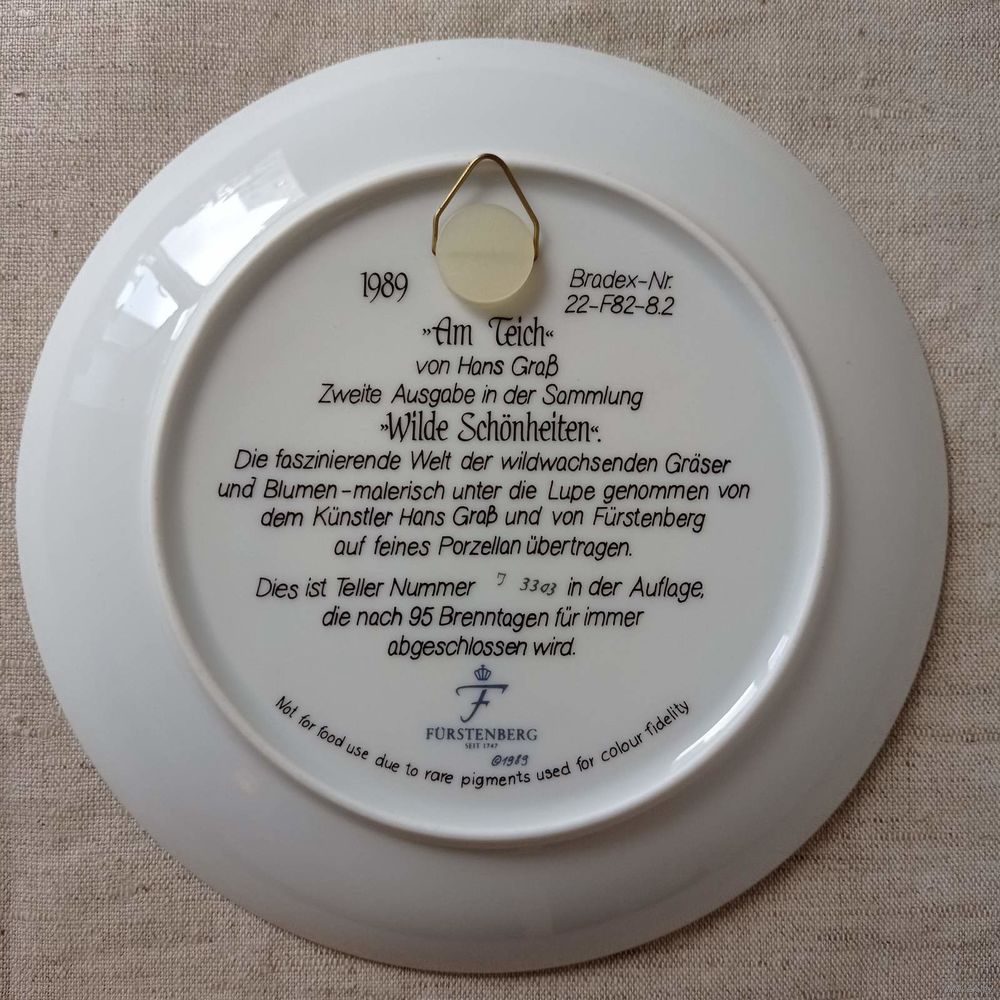 1989
Bradex-Nr.
22-F82-8.2
»Am Teich«
von Hans Graß
Zweite Ausgabe in der Sammlung
»Wilde Schönheiten«.
Die faszinierende Welt der wildwachsenden Gräser
und Blumen-malerisch unter die Lupe genommen von
dem Künstler Hans Graß und von Fürstenberg
auf feines Porzellan übertragen.
Dies ist Teller Nummer J 3303 in der Auflage,
die nach 95 Brenntagen für immer
abgeschlossen wird.
F
FÜRSTENBERG
SEIT 1747
©1989
Not for food use due to rare pigments used for colour fidelity